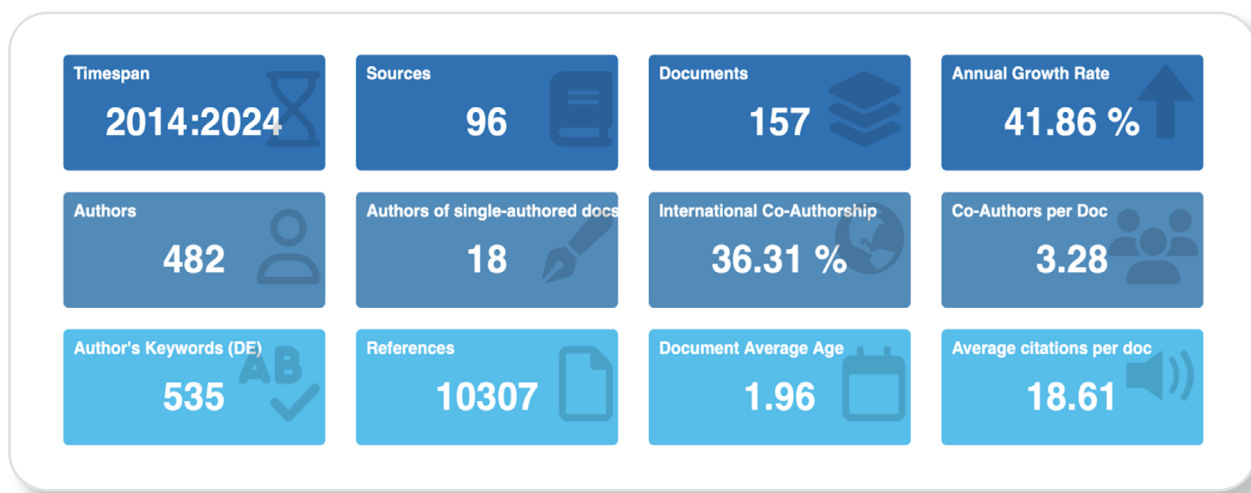 Timespan
2014:2024
Sources
96
Documents
157
Annual Growth Rate
41.86 %
Authors
482
Authors of single-authored docs
18
International Co-Authorship
36.31 %
Co-Authors per Doc
3.28
Author's Keywords (DE)
535
AB
References
10307
Document Average Age
1.96
Average citations per doc
18.61